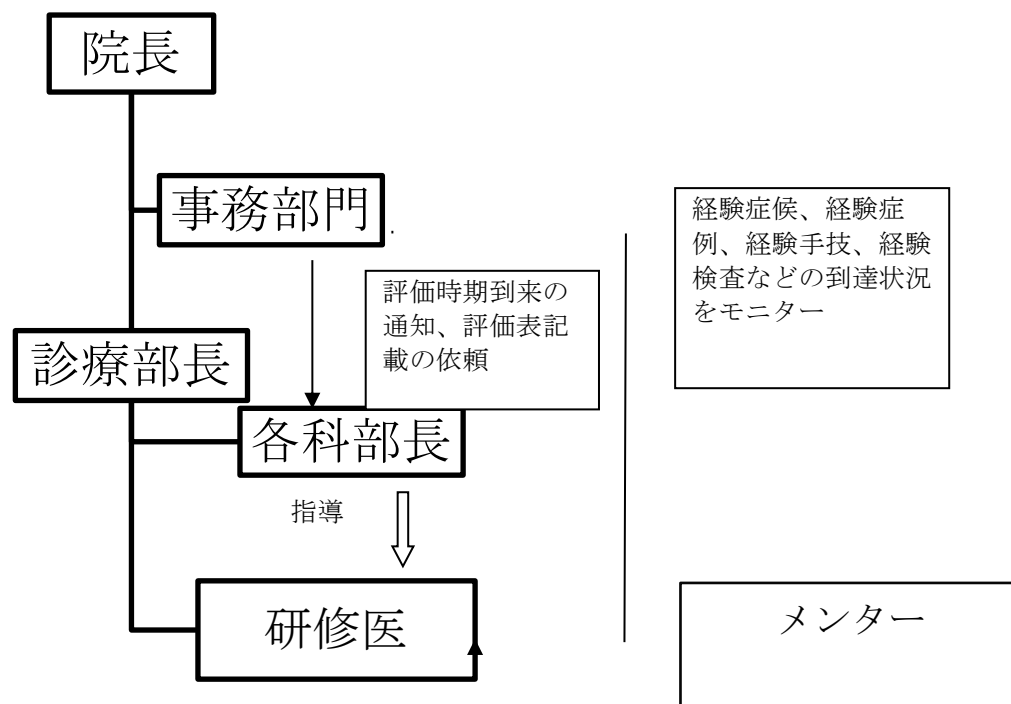 院長
事務部門
経験症候、経験症
例、経験手技、経験
検査などの到達状況
をモニター
評価時期到来の
通知、評価表記
載の依頼
診療部長
各科部長
指導
研修医
メンター